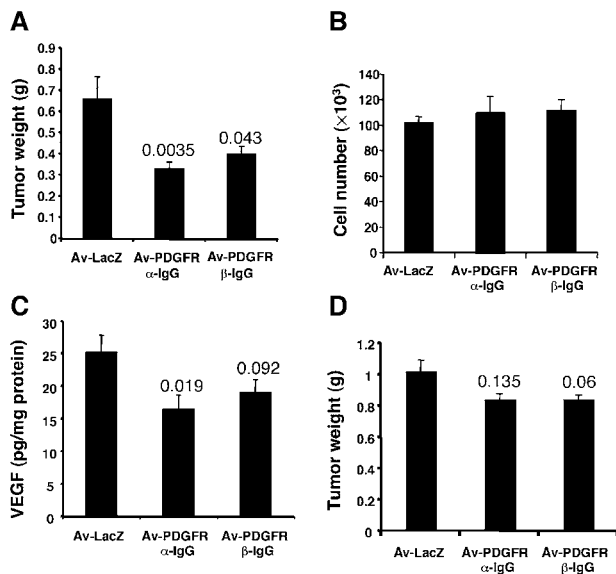 A
Tumor weight (g)
0.9
0.8
0.7
0.6
0.5
0.4
0.3
0.2
0.1
0
0.0035
0.043
Av-LacZ
Av-PDGFR
α-IgG
Av-PDGFR
β-IgG
B
Cell number (×10³)
140
120
100
80
60
40
20
0
Av-LacZ
Av-PDGFR
α-IgG
Av-PDGFR
β-IgG
C
VEGF (pg/mg protein)
30
25
20
15
10
5
0
0.019
0.092
Av-LacZ
Av-PDGFR
α-IgG
Av-PDGFR
β-IgG
D
Tumor weight (g)
1.2
1
0.8
0.6
0.4
0.2
0
0.135
0.06
Av-LacZ
Av-PDGFR
α-IgG
Av-PDGFR
β-IgG